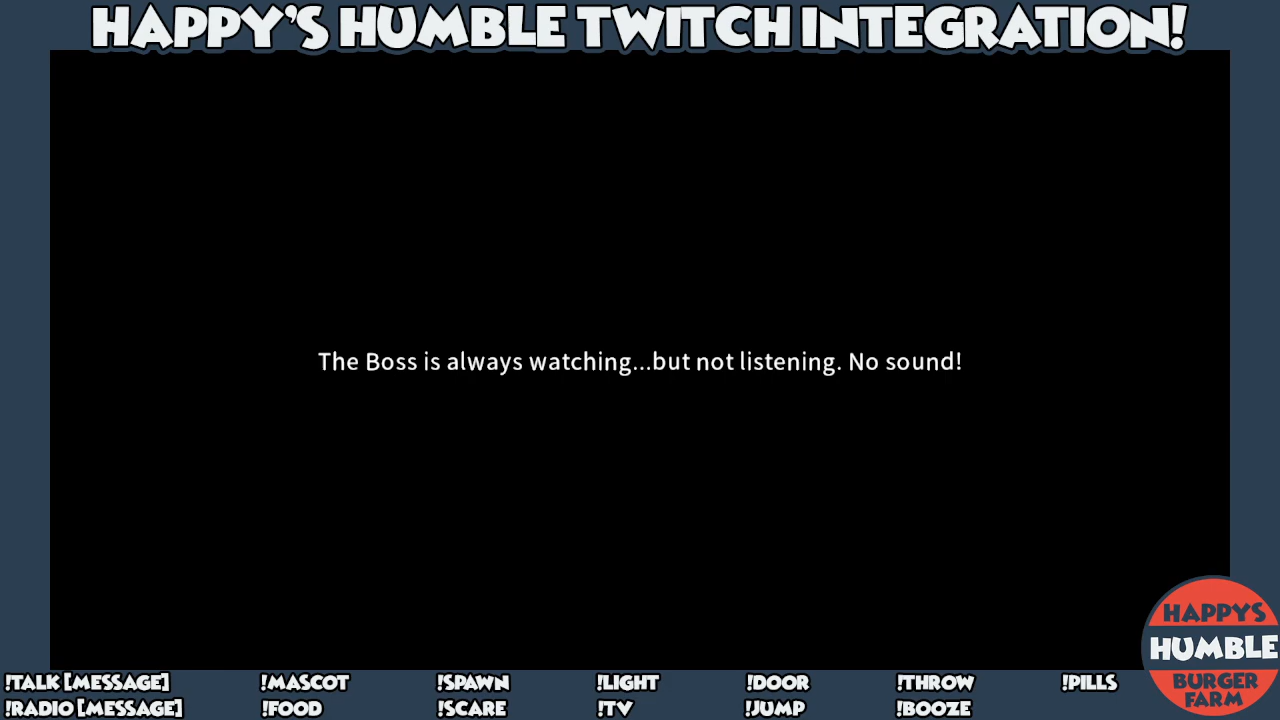 HAPPY'S HUMBLE TWITCH INTEGRATION!
The Boss is always watching...but not listening. No sound!
HAPPYS
HUMBLE
BURGER
FARM
!TALK [MESSAGE] !MASCOT !SPAWN !LIGHT !DOOR !THROW !PILLS
!RADIO [MESSAGE] !FOOD !SCARE !TV !JUMP !BOOZE